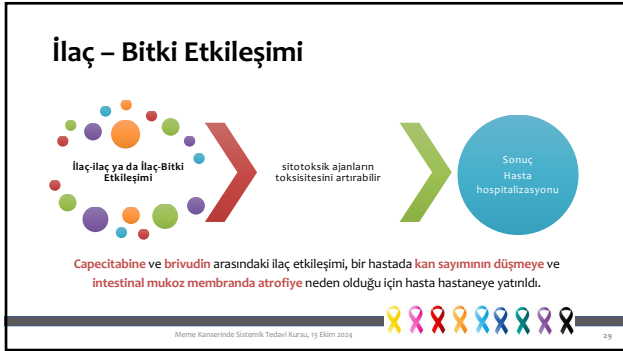 İlaç – Bitki Etkileşimi
İlaç-ilaç ya da İlaç-Bitki
Etkileşimi
sitotoksik ajanların
toksisitesini artırabilir
Sonuç
Hasta
hospitalizasyonu
Capecitabine ve brivudin arasındaki ilaç etkileşimi, bir hastada kan sayımının düşmeye ve
intestinal mukoz membranda atrofiye neden olduğu için hasta hastaneye yatırıldı.
Meme Kanserinde Sistemik Tedavi Kursu, 13 Ekim 2024
29